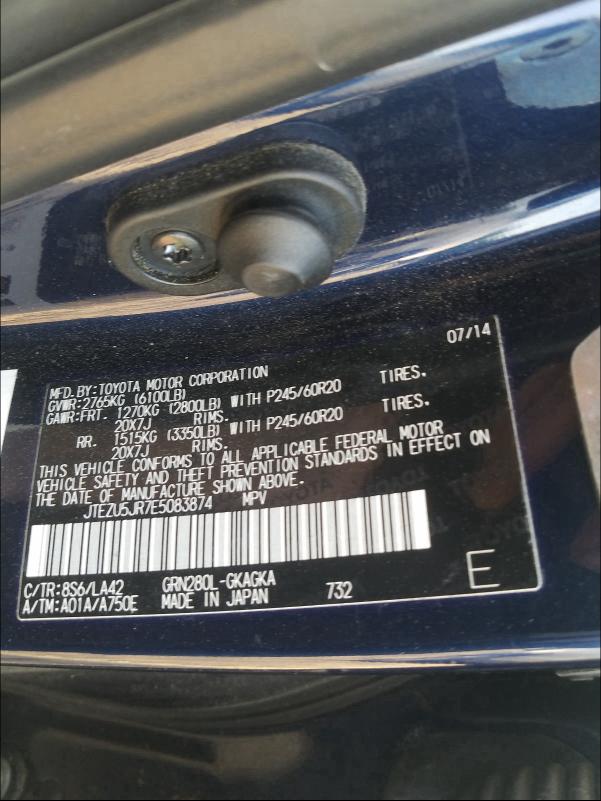 07/14
MFD. BY: TOYOTA MOTOR CORPORATION
GVWR: 2765KG (6100LB)
GAWR: FRT. 1270KG (2800LB) WITH P245/60R20 TIRES.
20X7J RIMS.
RR. 1515KG (3350LB) WITH P245/60R20 TIRES.
20X7J RIMS.
THIS VEHICLE CONFORMS TO ALL APPLICABLE FEDERAL MOTOR
VEHICLE SAFETY AND THEFT PREVENTION STANDARDS IN EFFECT ON
THE DATE OF MANUFACTURE SHOWN ABOVE.
JTEZU5JR7E5083874 MPV
C/TR: 8S6/LA42 GRN280L-GKAGKA
A/TM: A01A/A750E MADE IN JAPAN 732 E